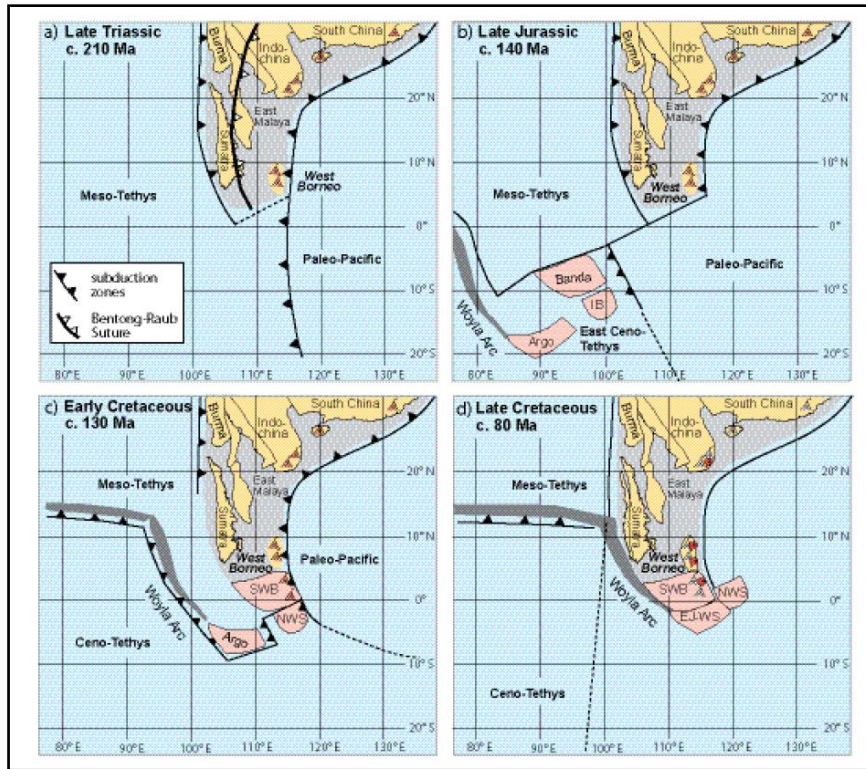 a) Late Triassic
c. 210 Ma
Burma
Indo-
china
South China
20° N
East
Malaya
Sumatra
10° N
West
Borneo
Meso-Tethys
0°
Paleo-Pacific
subduction
zones
Bentong-Raub
Suture
10° S
20°S
80°E
90°E
100°E
110°E
120°E
130°E
b) Late Jurassic
c. 140 Ma
Burma
Indo-
china
South China
20° N
East
Malaya
Sumatra
10° N
West
Borneo
Meso-Tethys
0°
Paleo-Pacific
Banda
IB
Woyla Arc
Argo
East Ceno-
Tethys
10°S
20°S
80°E
90°E
100°E
110°E
120°E
130°E
c) Early Cretaceous
c. 130 Ma
Burma
Indo-
china
South China
20° N
Meso-Tethys
East
Malaya
Sumatra
10° N
West
Borneo
Paleo-Pacific
SWB
NWS
0°
Woyla Arc
Argo
Ceno-Tethys
10° S
20°S
80°E
90°E
100°E
110°E
120°E
130°E
d) Late Cretaceous
c. 80 Ma
Burma
Indo-
china
South China
20° N
Meso-Tethys
East
Malaya
Sumatra
10° N
West
Borneo
SWB
NWS
0°
Woyla Arc
EJ-WS
Ceno-Tethys
10° S
20°S
80°E
90°E
100°E
110°E
120°E
130°E